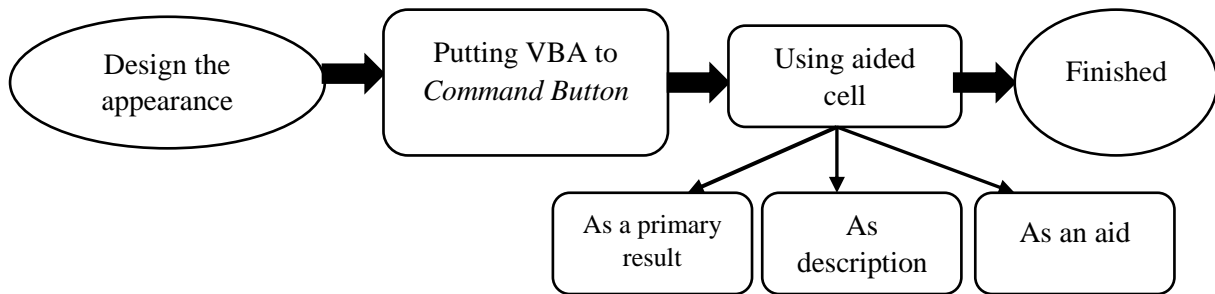 Design the
appearance
Putting VBA to
Command Button
Using aided
cell
Finished
As a primary
result
As
description
As an aid